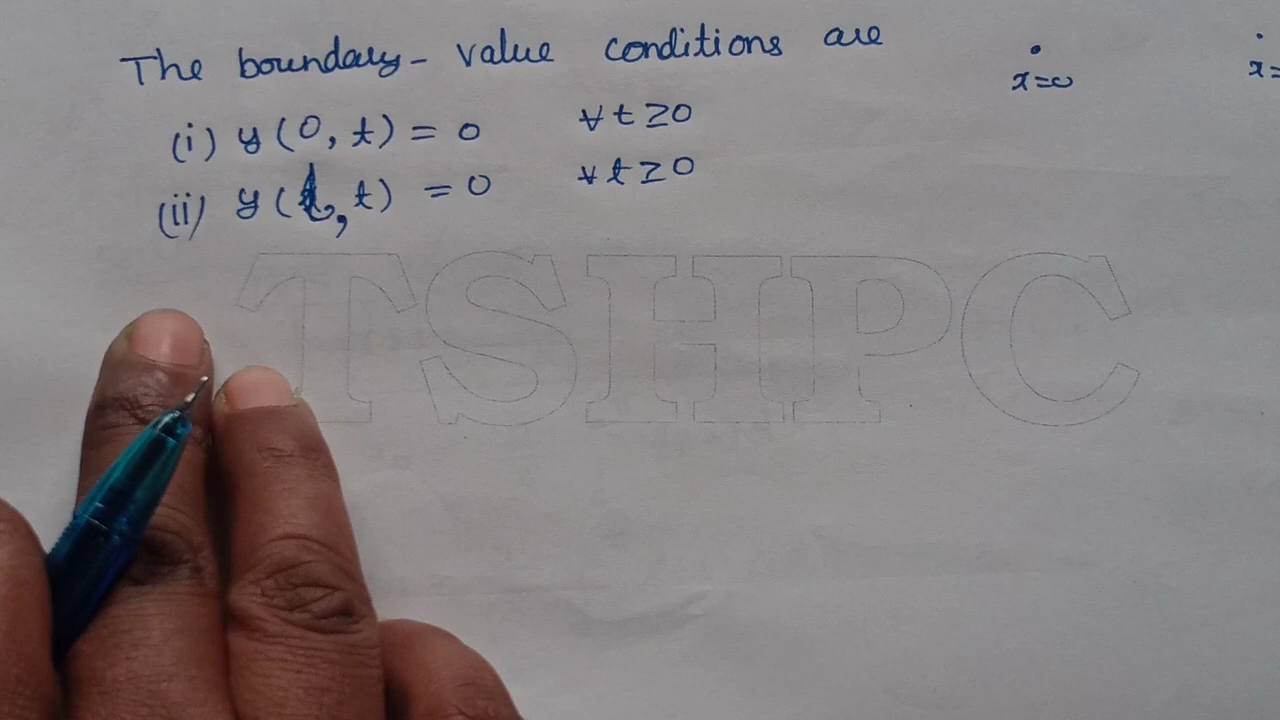 The boundary - value conditions are
x=0
x=
(i) y(0, t) = 0 ∀ t ≥ 0
(ii) y(l, t) = 0 ∀ t ≥ 0
TSHPC